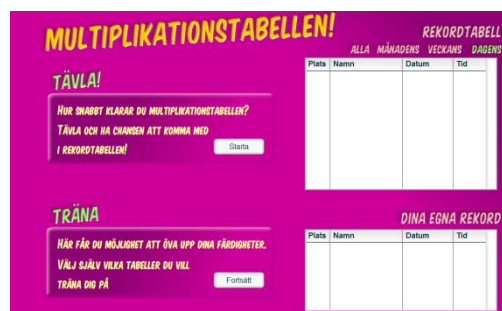 MULTIPLIKATIONSTABELLEN!
REKORDTABELL
ALLA MÅNADENS VECKANS DAGENS
Plats Namn Datum Tid
TÄVLA!
HUR SNABBT KLARAR DU MULTIPLIKATIONSTABELLEN?
TÄVLA OCH HA CHANSEN ATT KOMMA MED
I REKORDTABELLEN!
Starta
TRÄNA
DINA EGNA REKORD
Plats Namn Datum Tid
HÄR FÅR DU MÖJLIGHET ATT ÖVA UPP DINA FÄRDIGHETER.
VÄLJ SJÄLV VILKA TABELLER DU VILL
TRÄNA DIG PÅ
Fortsätt